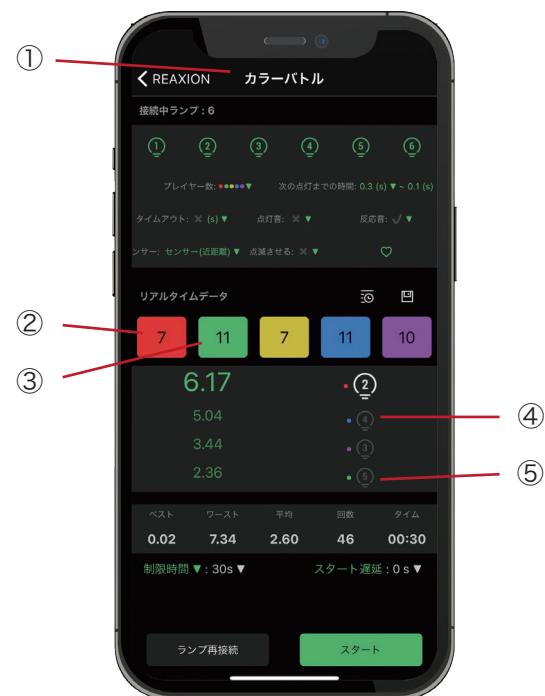 ①
REAXION カラーバトル
接続中ランプ : 6
1 2 3 4 5 6
プレイヤー数: ▼ 次の点灯までの時間: 0.3 (s) ▼ ~ 0.1 (s)
タイムアウト: × (s) ▼ 点灯音: × ▼ 反応音: ✓ ▼
ンサー: センサー(近距離) ▼ 点滅させる: × ▼
リアルタイムデータ
②
7 11 7 11 10
③
6.17 2
5.04 4
④
3.44 3
2.36 5
⑤
ベスト ワースト 平均 回数 タイム
0.02 7.34 2.60 46 00:30
制限時間 ▼ : 30s ▼ スタート遅延 : 0 s ▼
ランプ再接続 スタート